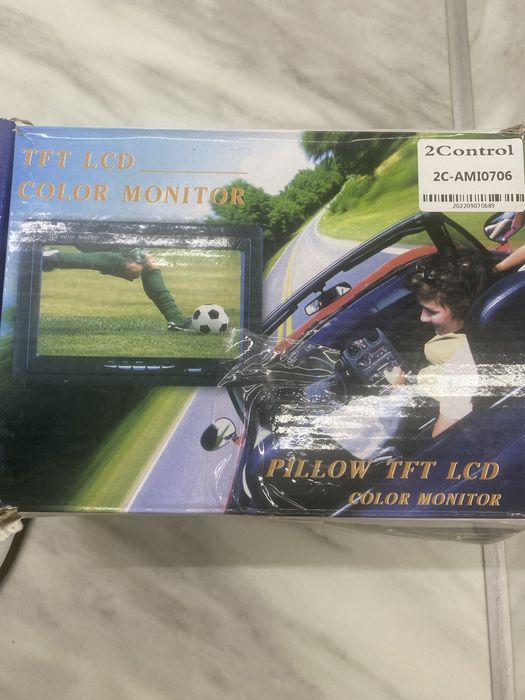 TFT LCD
COLOR MONITOR
2Control
2C-AMI0706
202209070689
PILLOW TFT LCD
COLOR MONITOR